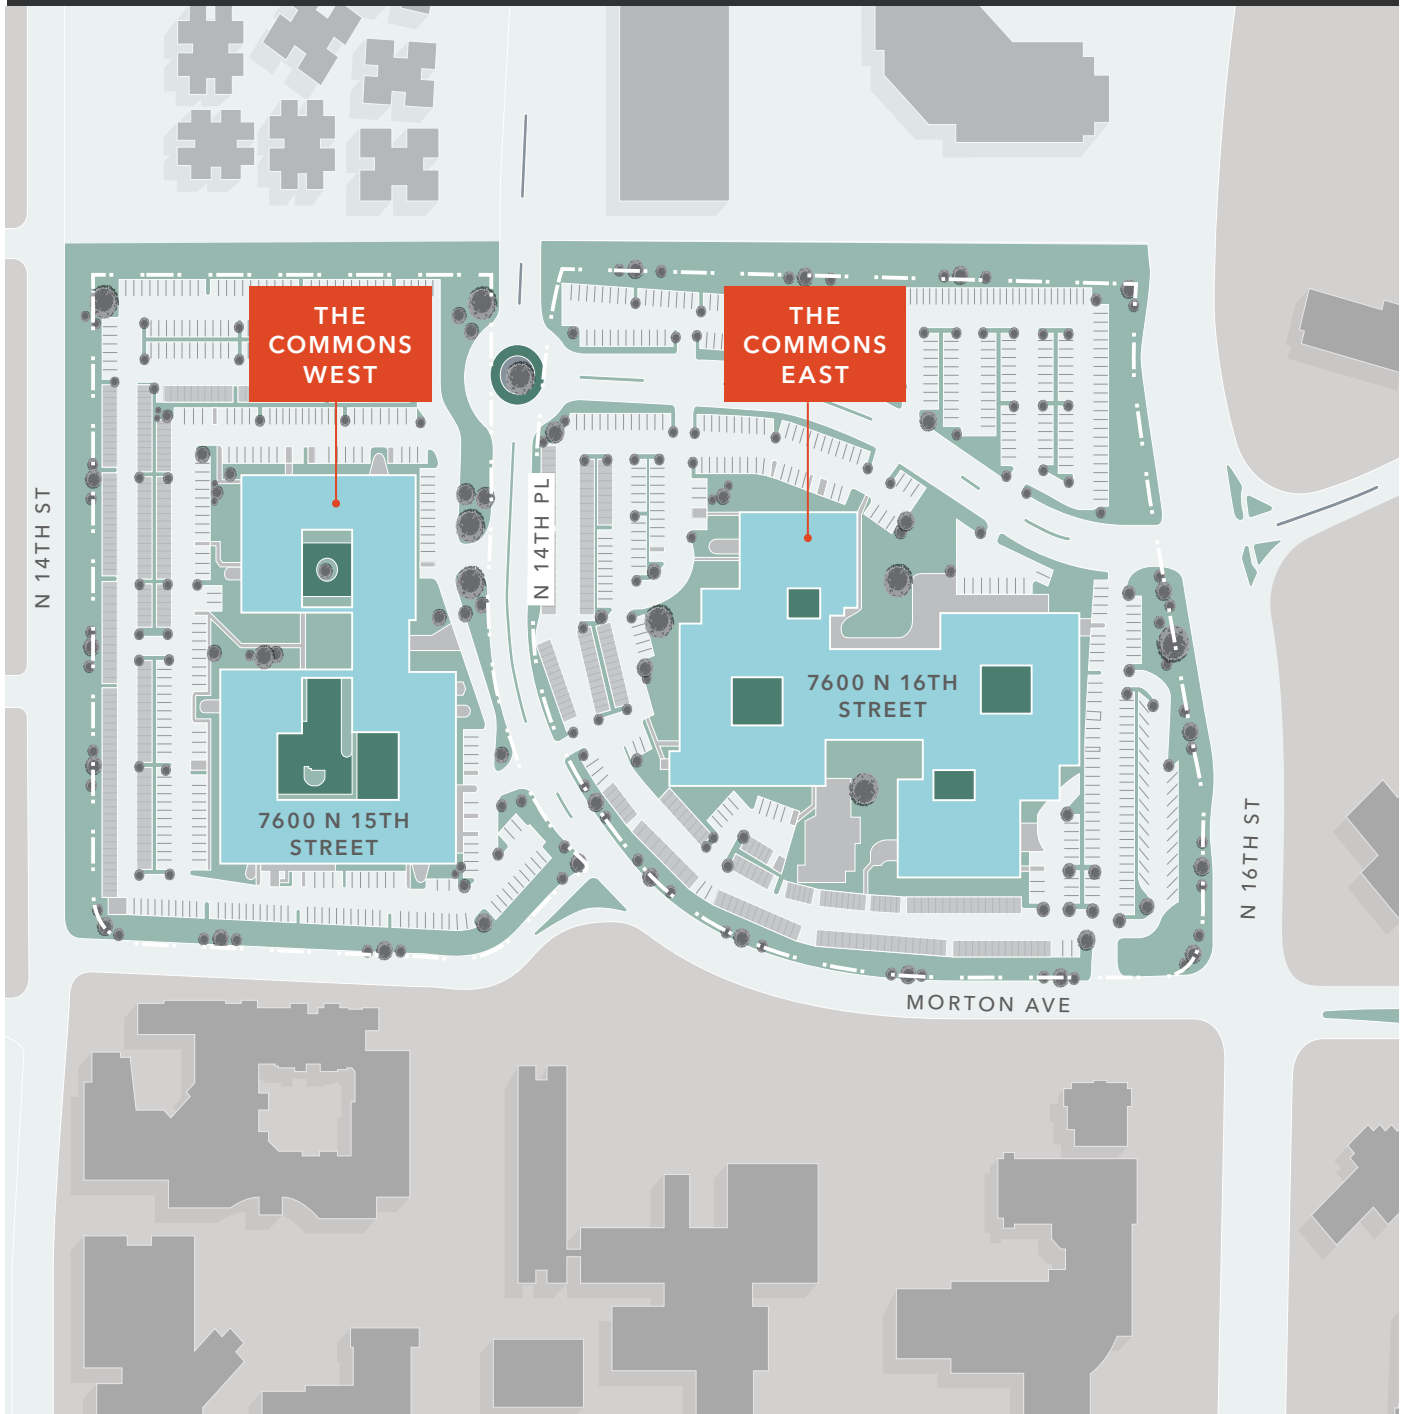 THE
COMMONS
WEST
THE
COMMONS
EAST
N 14TH ST
N 14TH PL
7600 N 16TH
STREET
7600 N 15TH
STREET
N 16TH ST
MORTON AVE